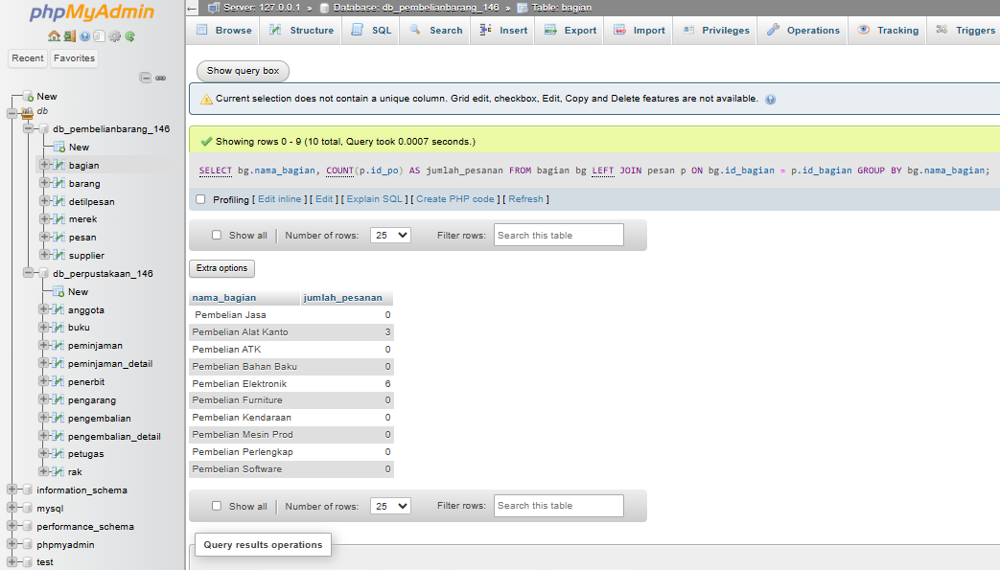 phpMyAdmin
Recent Favorites
New
db
db_pembelianbarang_146
New
bagian
barang
detilpesan
merek
pesan
supplier
db_perpustakaan_146
New
anggota
buku
peminjaman
peminjaman_detail
penerbit
pengarang
pengembalian
pengembalian_detail
petugas
rak
information_schema
mysql
performance_schema
phpmyadmin
test
Server: 127.0.0.1 » Database: db_pembelianbarang_146 » Table: bagian
Browse Structure SQL Search Insert Export Import Privileges Operations Tracking Triggers
Show query box
Current selection does not contain a unique column. Grid edit, checkbox, Edit, Copy and Delete features are not available.
Showing rows 0 - 9 (10 total, Query took 0.0007 seconds.)
SELECT bg.nama_bagian, COUNT(p.id_po) AS jumlah_pesanan FROM bagian bg LEFT JOIN pesan p ON bg.id_bagian = p.id_bagian GROUP BY bg.nama_bagian;
Profiling [ Edit inline ] [ Edit ] [ Explain SQL ] [ Create PHP code ] [ Refresh ]
Show all Number of rows: 25 Filter rows: Search this table
Extra options
nama_bagian jumlah_pesanan
Pembelian Jasa 0
Pembelian Alat Kanto 3
Pembelian ATK 0
Pembelian Bahan Baku 0
Pembelian Elektronik 6
Pembelian Furniture 0
Pembelian Kendaraan 0
Pembelian Mesin Prod 0
Pembelian Perlengkap 0
Pembelian Software 0
Show all Number of rows: 25 Filter rows: Search this table
Query results operations